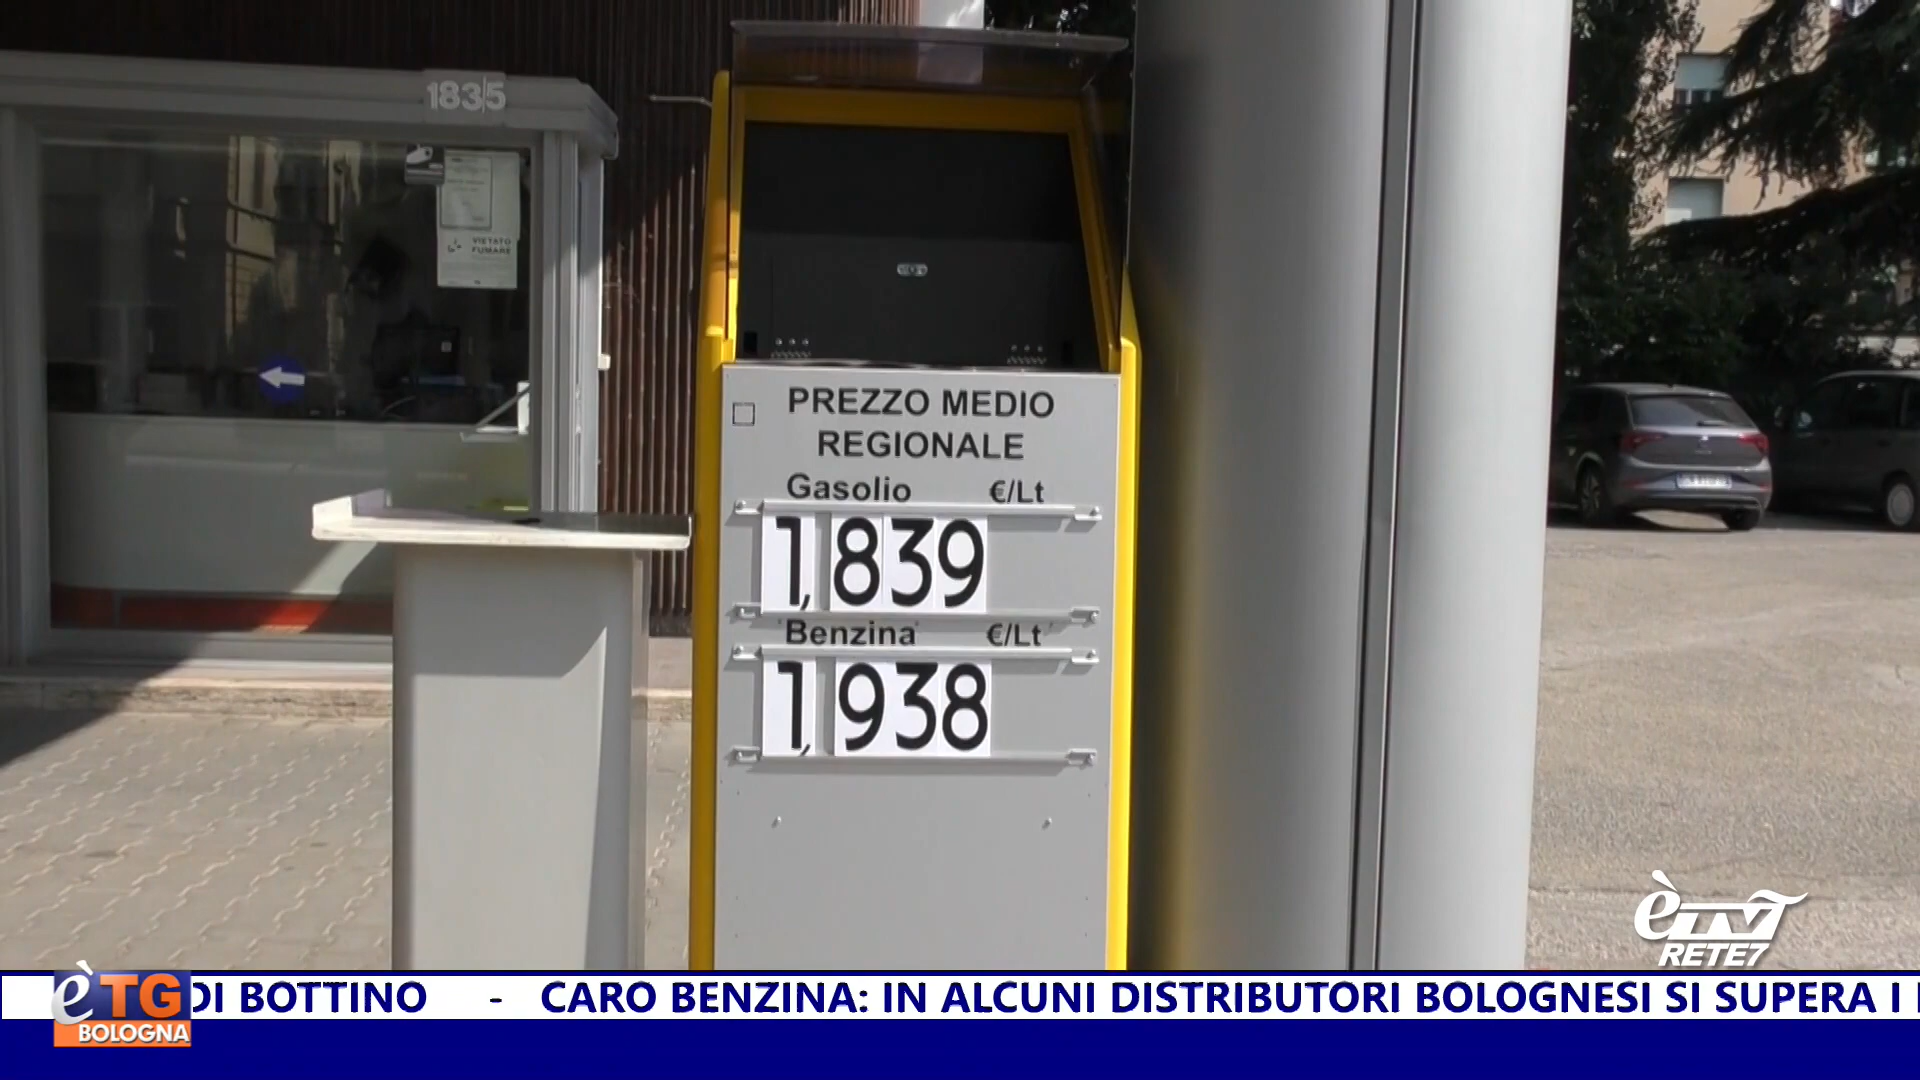 1835
VIETATO
FUMARE
PREZZO MEDIO
REGIONALE
Gasolio €/Lt
1,839
Benzina €/Lt
1,938
èTV
RETE7
èTG
BOLOGNA
DI BOTTINO - CARO BENZINA: IN ALCUNI DISTRIBUTORI BOLOGNESI SI SUPERA I